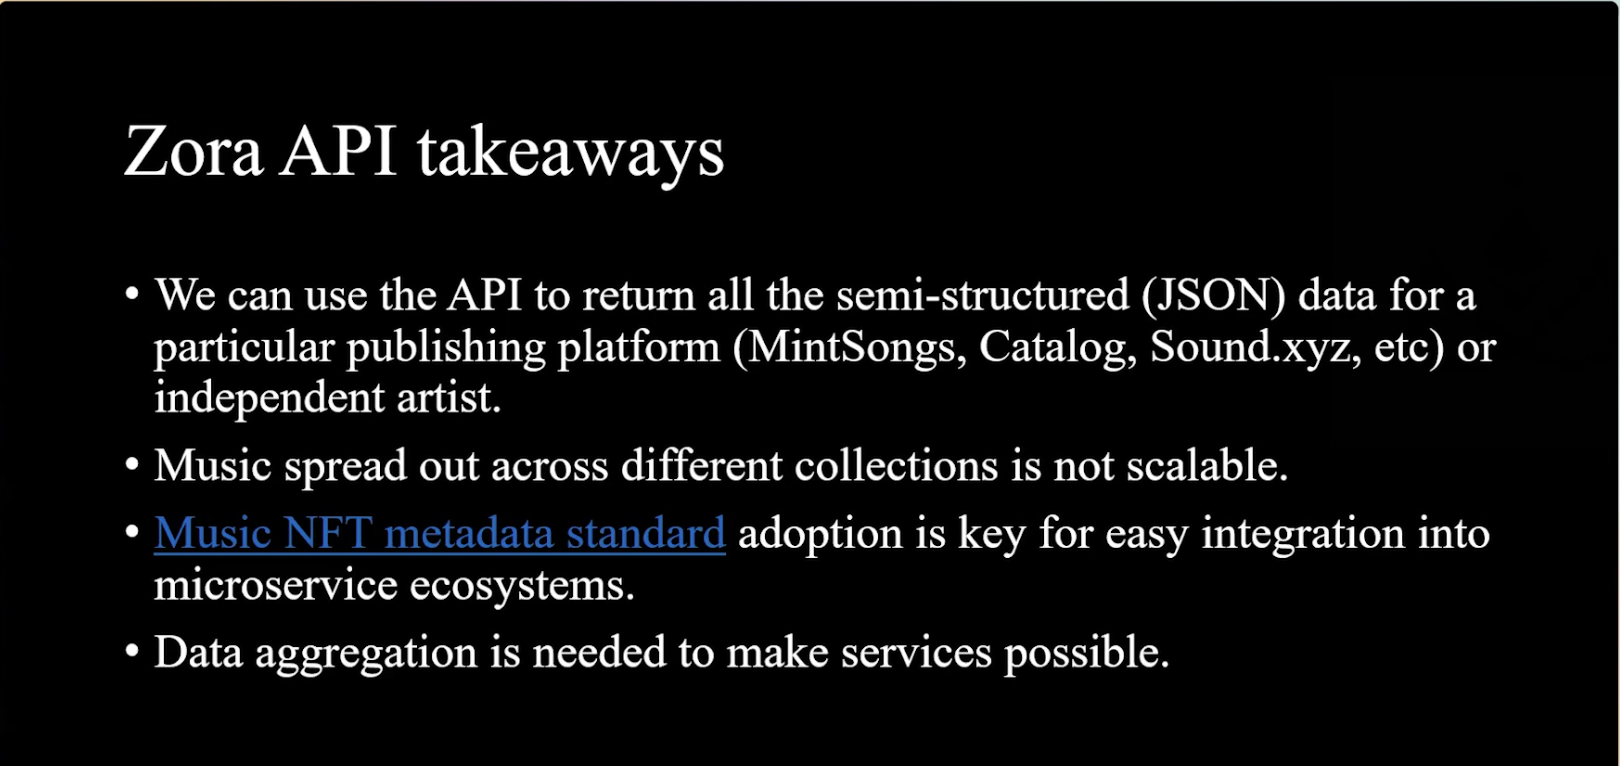 Zora API takeaways
• We can use the API to return all the semi-structured (JSON) data for a
particular publishing platform (MintSongs, Catalog, Sound.xyz, etc) or
independent artist.
• Music spread out across different collections is not scalable.
• Music NFT metadata standard adoption is key for easy integration into
microservice ecosystems.
• Data aggregation is needed to make services possible.